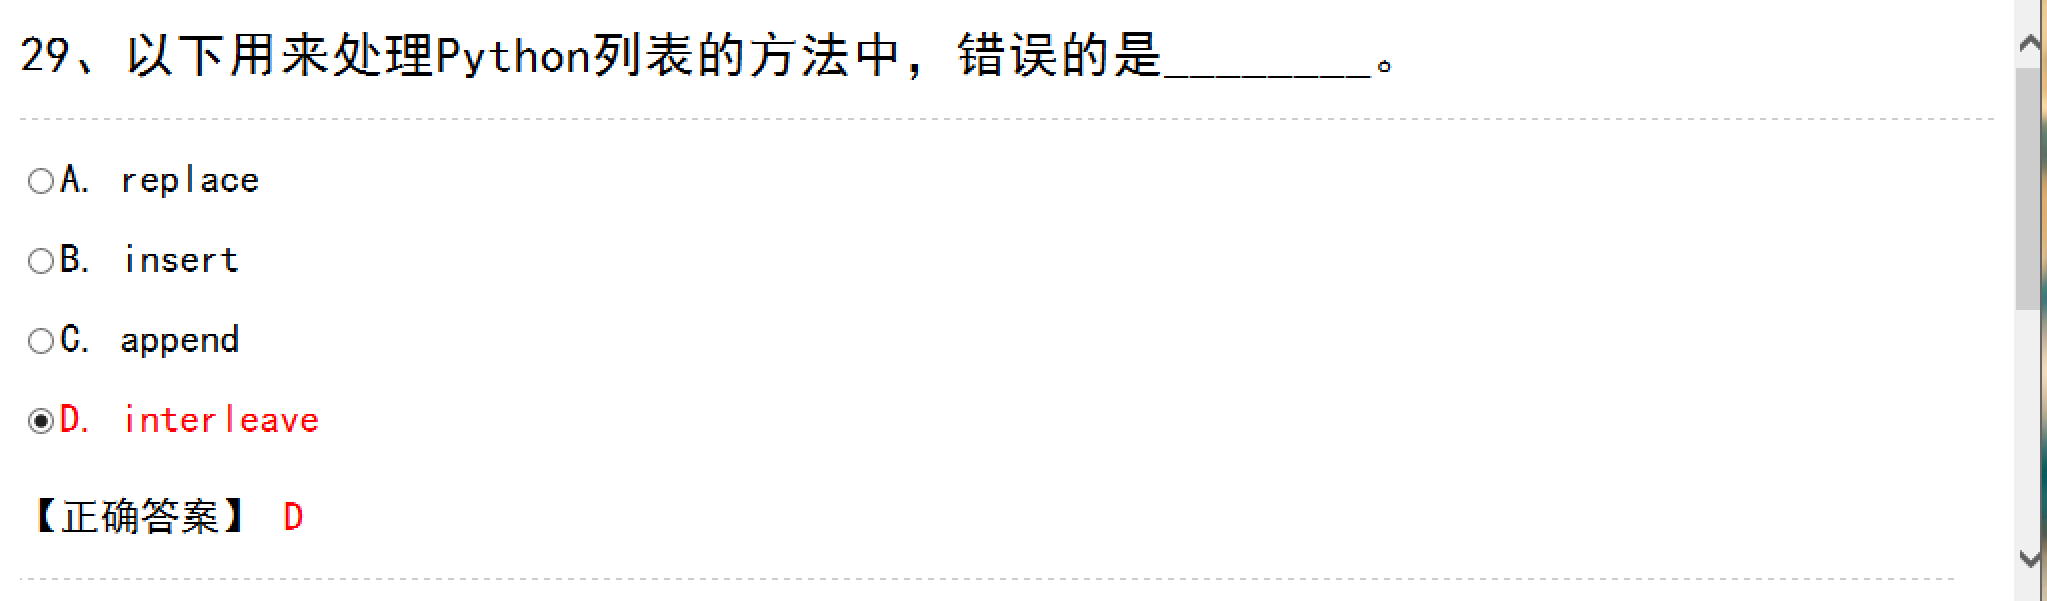 29、以下用来处理Python列表的方法中，错误的是________。
A. replace
B. insert
C. append
D. interleave
【正确答案】 D